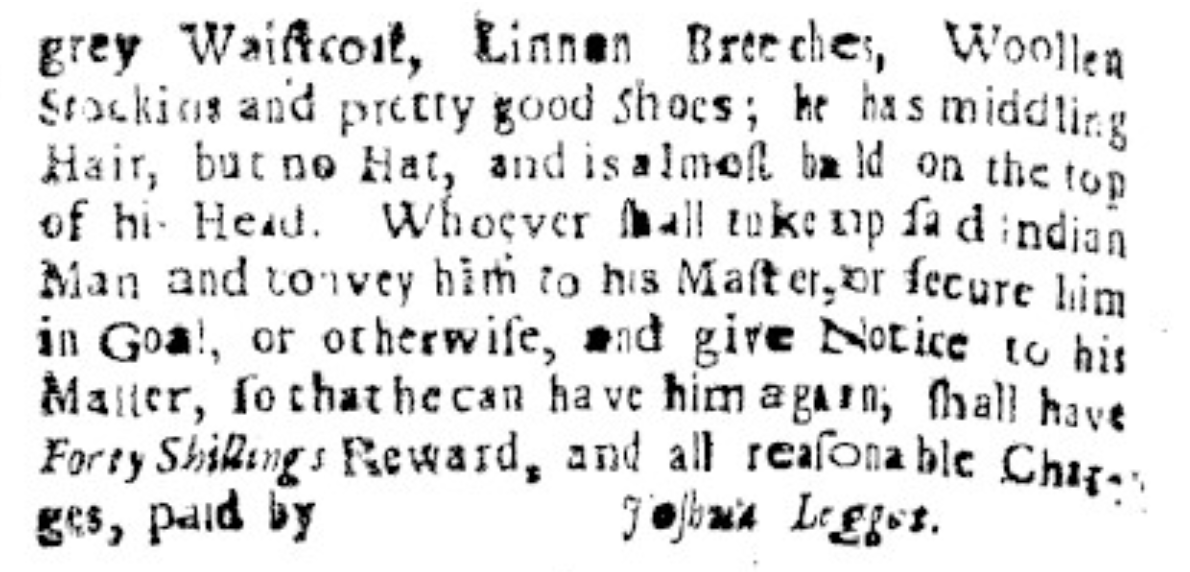 grey Waiſtcoat, Linnen Breeches, Woollen
Stockins and pretty good Shoes; he has middling
Hair, but no Hat, and is almoſt bald on the top
of his Head. Whoever ſhall take up ſaid indian
Man and convey him to his Maſter, or ſecure him
in Goal, or otherwiſe, and give Notice to his
Maſter, ſo that he can have him again; ſhall have
Forty Shillings Reward, and all reaſonable Char-
ges, paid by Joſhua Legget.